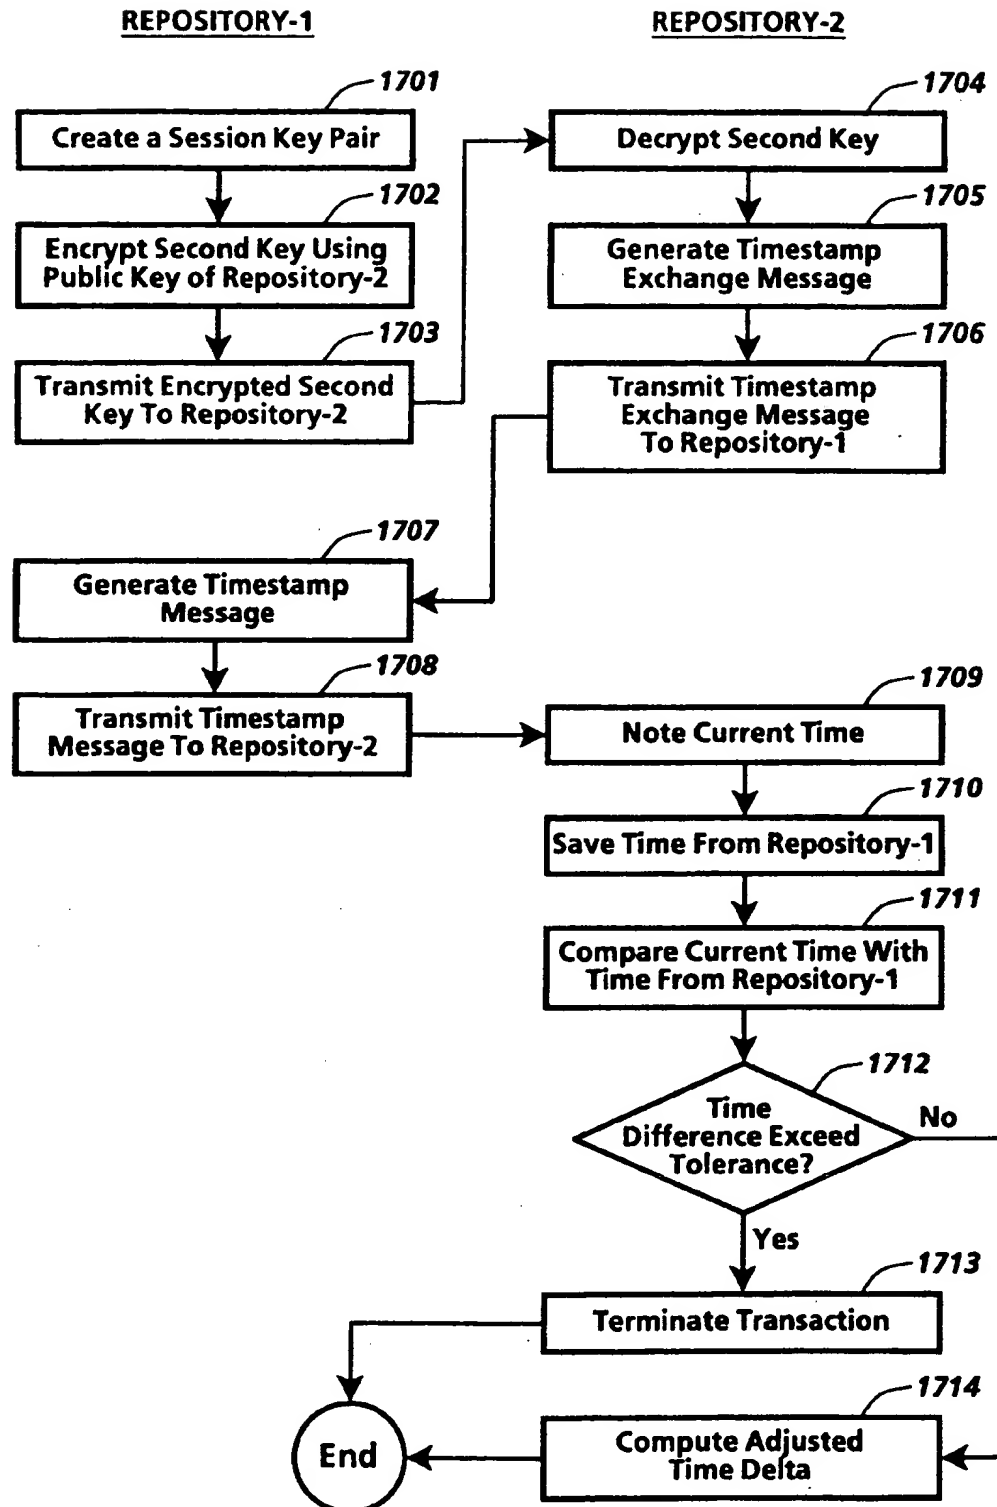 REPOSITORY-1
REPOSITORY-2
1701
Create a Session Key Pair
1702
Encrypt Second Key Using
Public Key of Repository-2
1703
Transmit Encrypted Second
Key To Repository-2
1704
Decrypt Second Key
1705
Generate Timestamp
Exchange Message
1706
Transmit Timestamp
Exchange Message
To Repository-1
1707
Generate Timestamp
Message
1708
Transmit Timestamp
Message To Repository-2
1709
Note Current Time
1710
Save Time From Repository-1
1711
Compare Current Time With
Time From Repository-1
1712
Time
Difference Exceed
Tolerance?
No
Yes
1713
Terminate Transaction
1714
Compute Adjusted
Time Delta
End